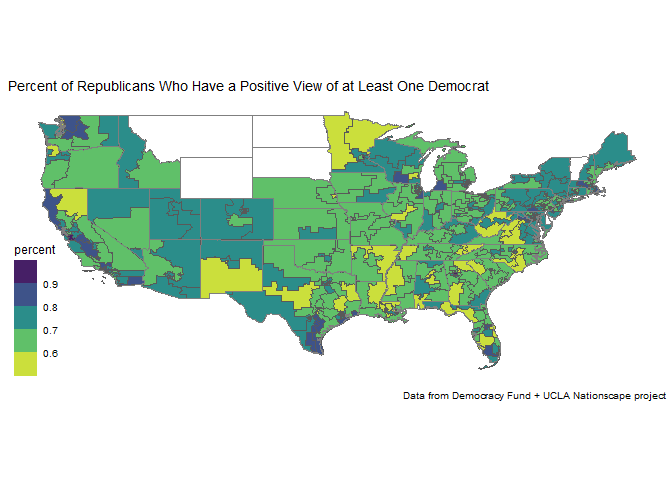 Percent of Republicans Who Have a Positive View of at Least One Democrat
percent
0.9
0.8
0.7
0.6
Data from Democracy Fund + UCLA Nationscape project